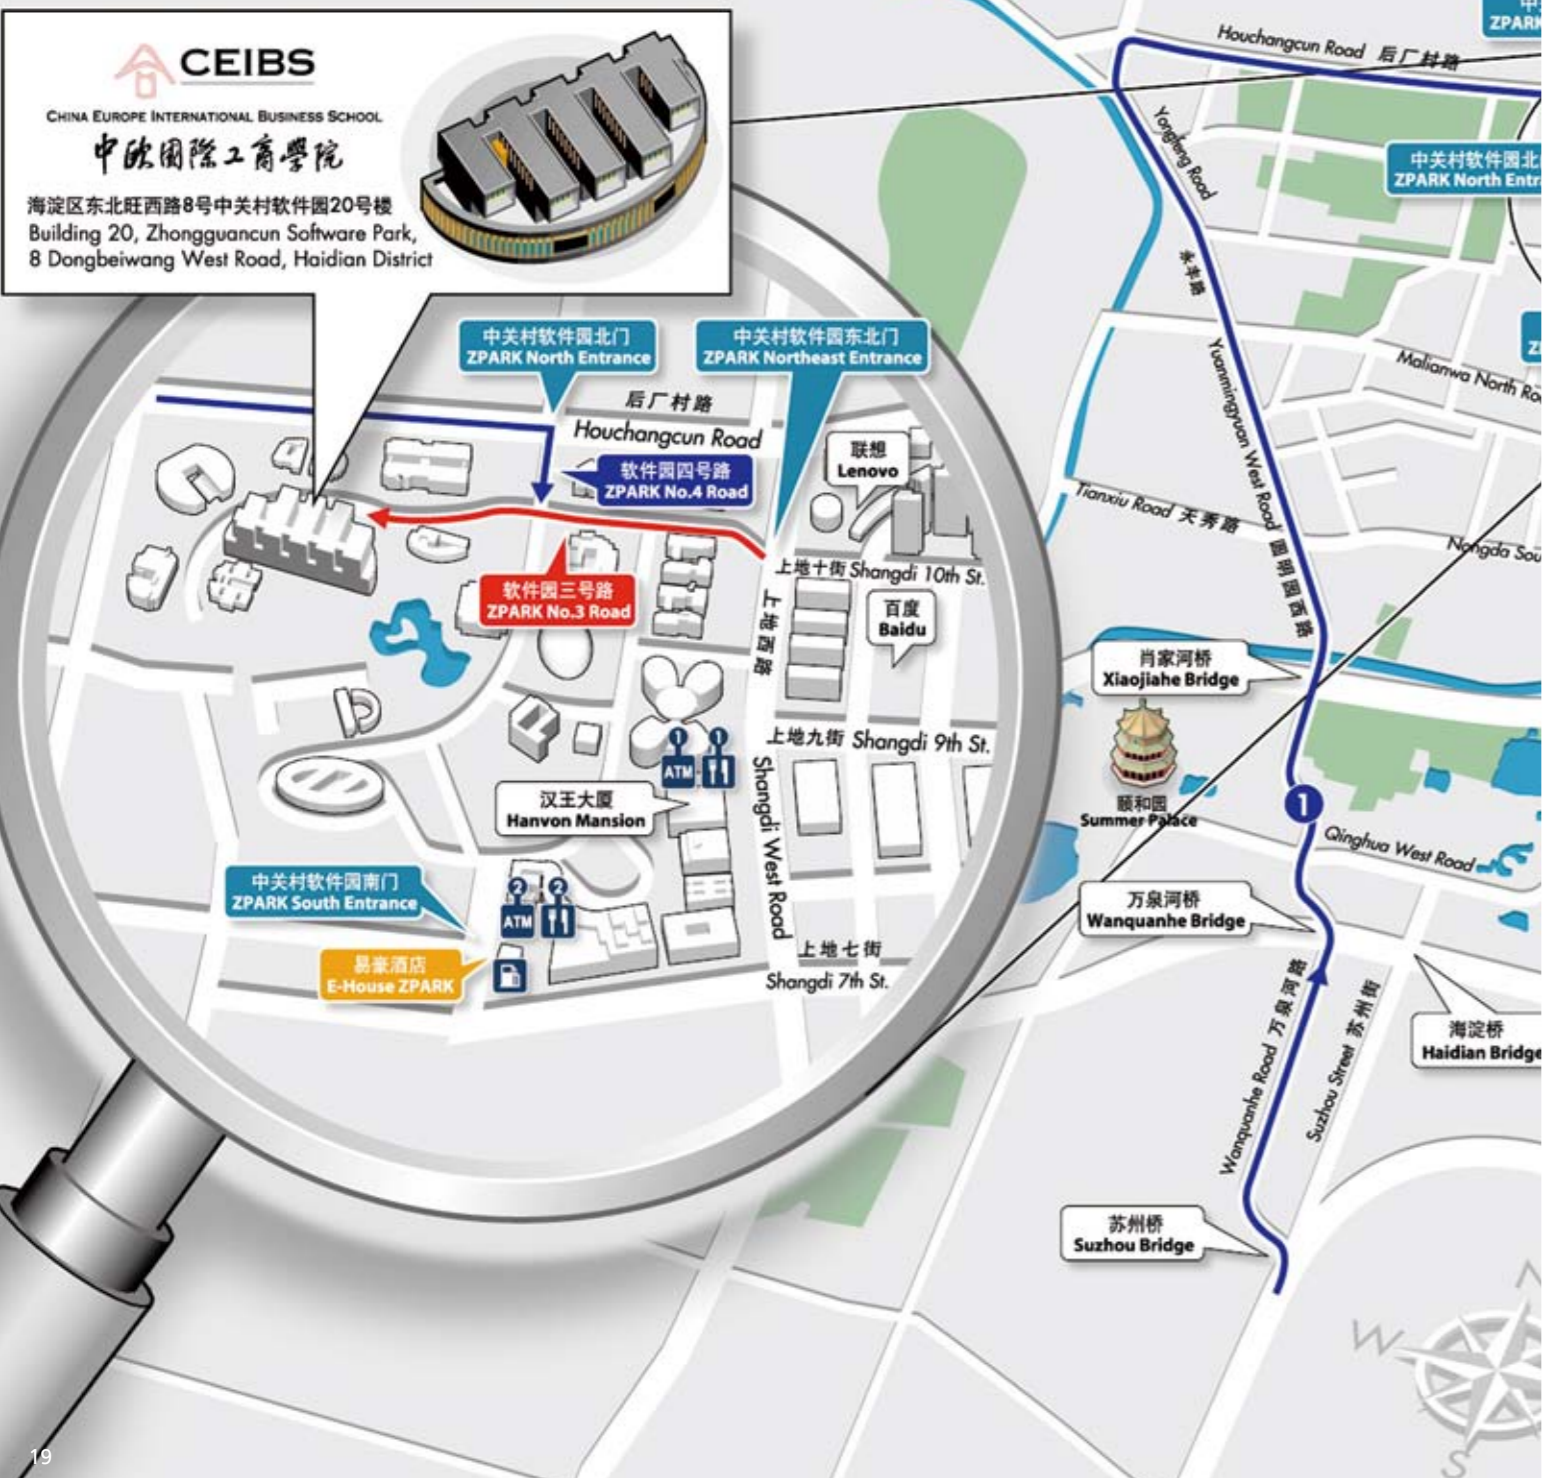 CEIBS
CHINA EUROPE INTERNATIONAL BUSINESS SCHOOL
中欧国際工商學院
海淀区东北旺西路8号中关村软件园20号楼
Building 20, Zhongguancun Software Park,
8 Dongbeiwang West Road, Haidian District
ZPARK
Houchangcun Road 后厂村路
中关村软件园北
ZPARK North Entr
Yongfeng Road
永丰路
中关村软件园北门
ZPARK North Entrance
中关村软件园东北门
ZPARK Northeast Entrance
后厂村路
Houchangcun Road
软件园四号路
ZPARK No.4 Road
联想
Lenovo
软件园三号路
ZPARK No.3 Road
上地十街 Shangdi 10th St.
百度
Baidu
上地西路
Shangdi West Road
上地九街 Shangdi 9th St.
1
1
ATM
汉王大厦
Hanvon Mansion
中关村软件园南门
ZPARK South Entrance
2
2
ATM
易豪酒店
E-House ZPARK
上地七街
Shangdi 7th St.
Malianwa North Ro
Yuanmingyuan West Road 圆明园西路
Tianxiu Road 天秀路
Nongda Sou
肖家河桥
Xiaojiahe Bridge
颐和园
Summer Palace
1
Qinghua West Road
万泉河桥
Wanquanhe Bridge
Wanquanhe Road 万泉河路
Suzhou Street 苏州街
海淀桥
Haidian Bridge
苏州桥
Suzhou Bridge
N
W
S
19